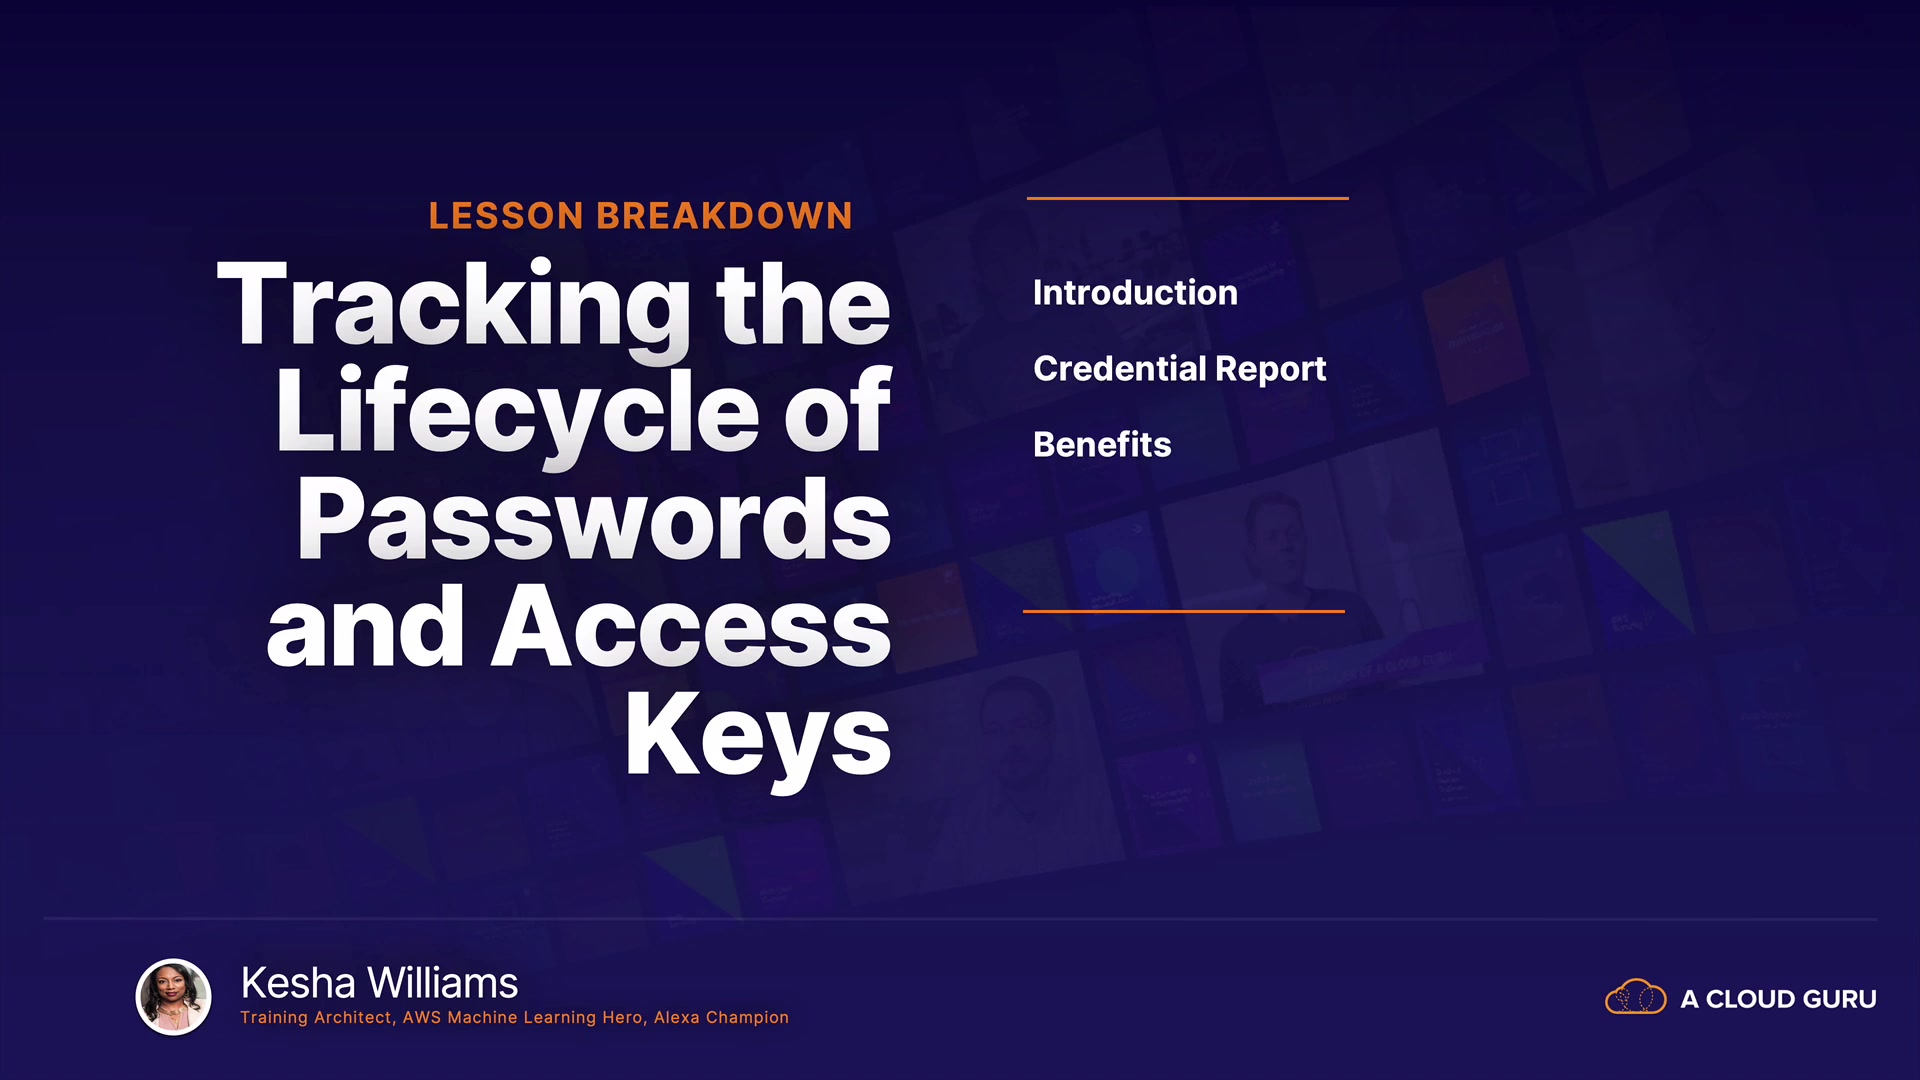 LESSON BREAKDOWN
Tracking the
Lifecycle of
Passwords
and Access
Keys
Introduction
Credential Report
Benefits
Kesha Williams
Training Architect, AWS Machine Learning Hero, Alexa Champion
A CLOUD GURU